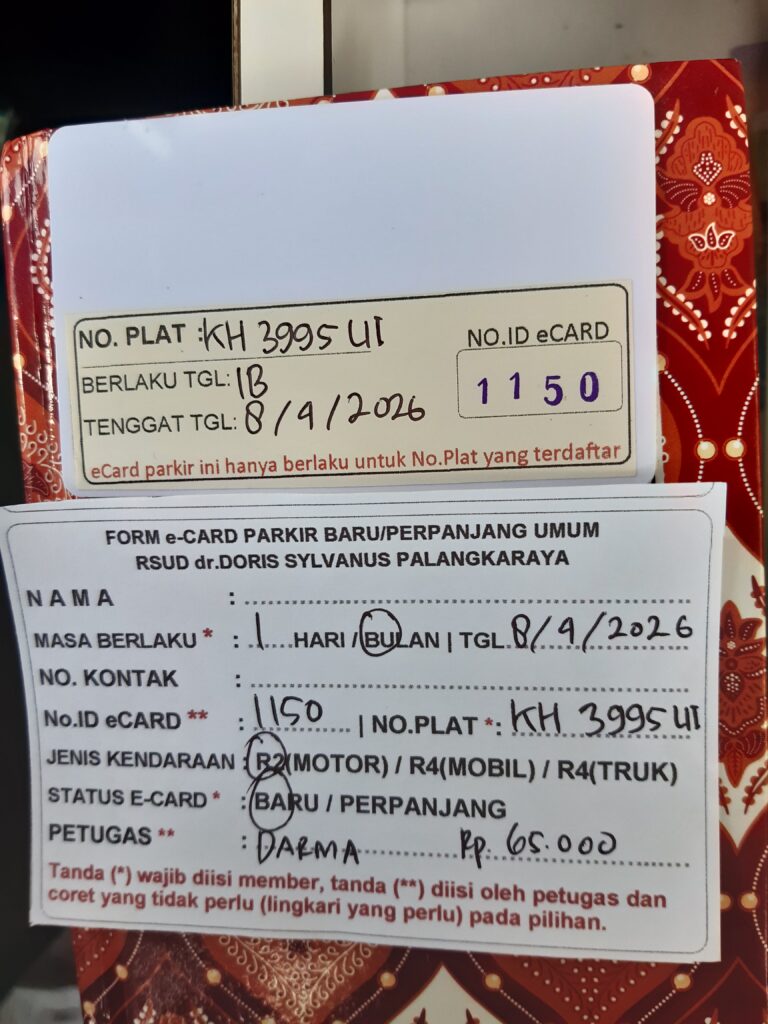 NO. PLAT : KH 3995 UI
NO.ID eCARD
BERLAKU TGL: 1B
1150
TENGGAT TGL: 8/4/2026
eCard parkir ini hanya berlaku untuk No.Plat yang terdaftar
FORM e-CARD PARKIR BARU/PERPANJANG UMUM
RSUD dr.DORIS SYLVANUS PALANGKARAYA
NAMA :
MASA BERLAKU * : 1 HARI / BULAN | TGL 8/4/2026
NO. KONTAK :
No.ID eCARD ** : 1150 | NO.PLAT *: KH 3995 UI
JENIS KENDARAAN : R2(MOTOR) / R4(MOBIL) / R4(TRUK)
STATUS E-CARD * : BARU / PERPANJANG
PETUGAS ** : DARMA Rp. 65.000
Tanda (*) wajib diisi member, tanda (**) diisi oleh petugas dan
coret yang tidak perlu (lingkari yang perlu) pada pilihan.